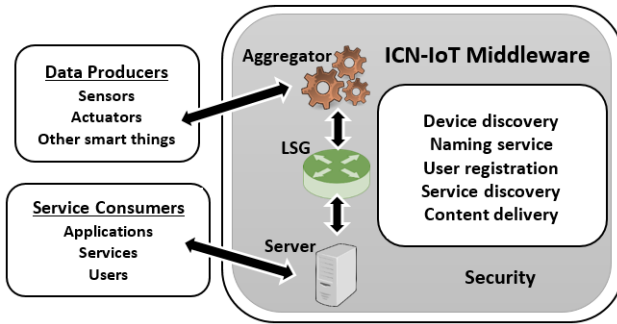 Data Producers
Sensors
Actuators
Other smart things
Service Consumers
Applications
Services
Users
Aggregator
LSG
Server
ICN-IoT Middleware
Device discovery
Naming service
User registration
Service discovery
Content delivery
Security